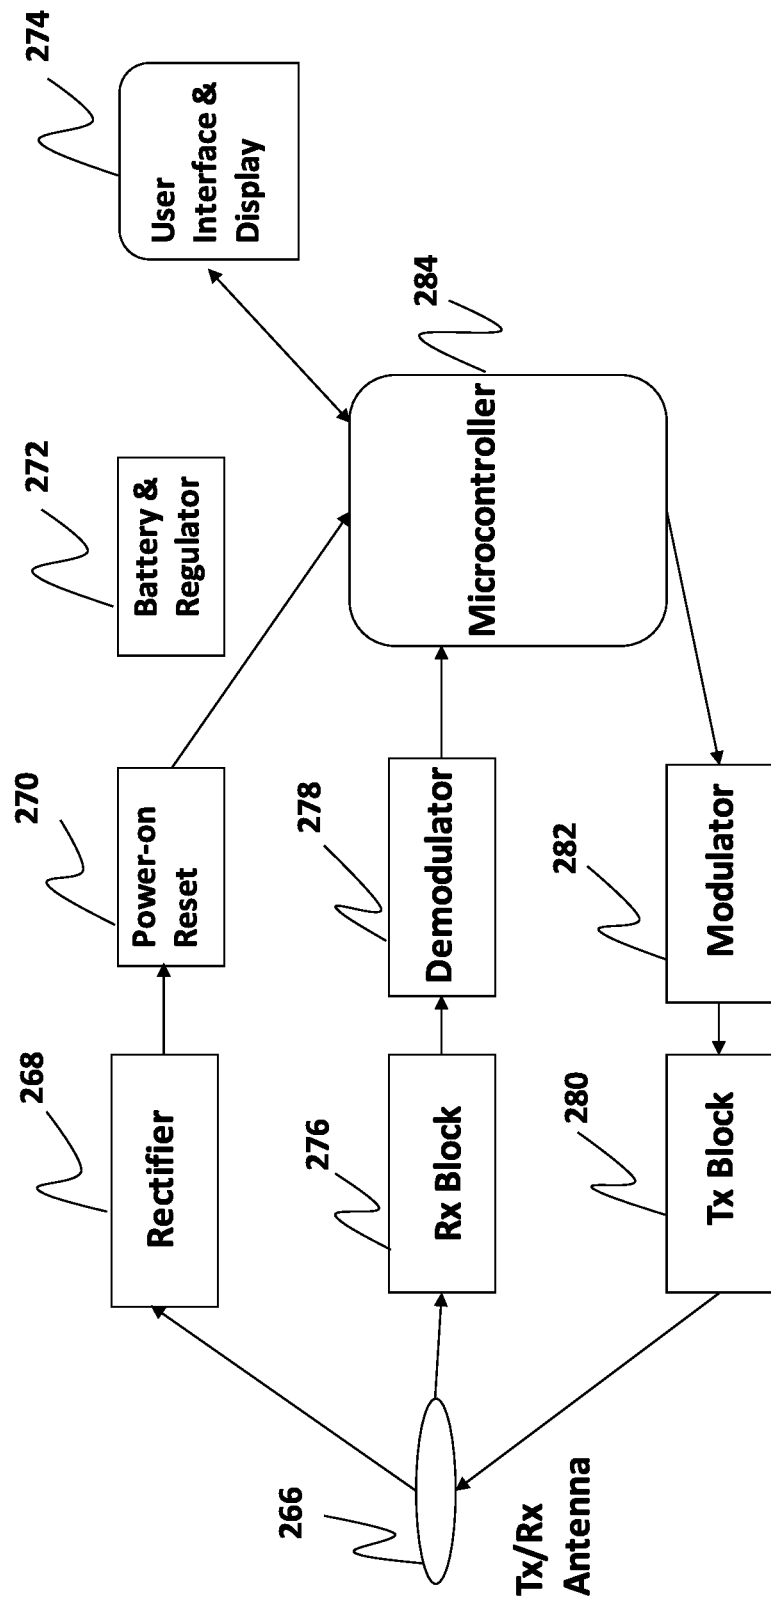 268
Rectifier
270
Power-on
Reset
272
Battery &
Regulator
274
User
Interface &
Display
266
Tx/Rx
Antenna
276
Rx Block
278
Demodulator
284
Microcontroller
280
Tx Block
282
Modulator